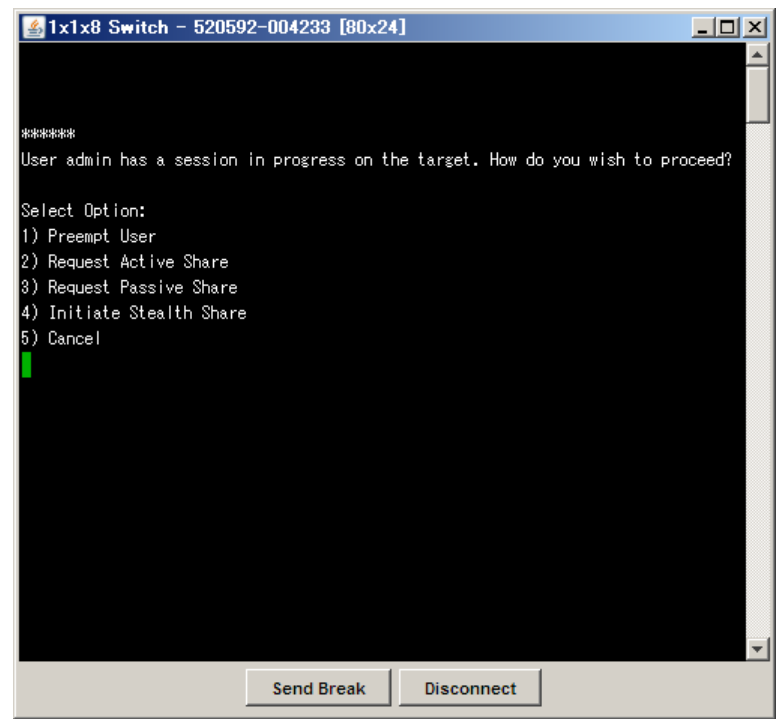 1x1x8 Switch - 520592-004233 [80x24]
******
User admin has a session in progress on the target. How do you wish to proceed?
Select Option:
1) Preempt User
2) Request Active Share
3) Request Passive Share
4) Initiate Stealth Share
5) Cancel
Send Break
Disconnect